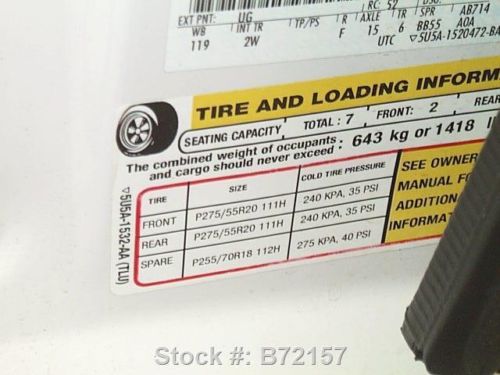 RC: 52 DSO:
EXT PNT: UG R AXLE TR SPR AB714
WB INT TR TP/PS F 15 6 BB55 A0A
119 2W UTC ▽5U5A-1520472-BA
TIRE AND LOADING INFORM
SEATING CAPACITY TOTAL: 7 FRONT: 2 REAR
The combined weight of occupants
and cargo should never exceed : 643 kg or 1418
TIRE SIZE COLD TIRE PRESSURE
FRONT P275/55R20 111H 240 KPA, 35 PSI
REAR P275/55R20 111H 240 KPA, 35 PSI
SPARE P255/70R18 112H 275 KPA, 40 PSI
SEE OWNER
MANUAL FO
ADDITION
INFORMAT
▽5U5A-1532-AA (TLU)
Stock #: B72157